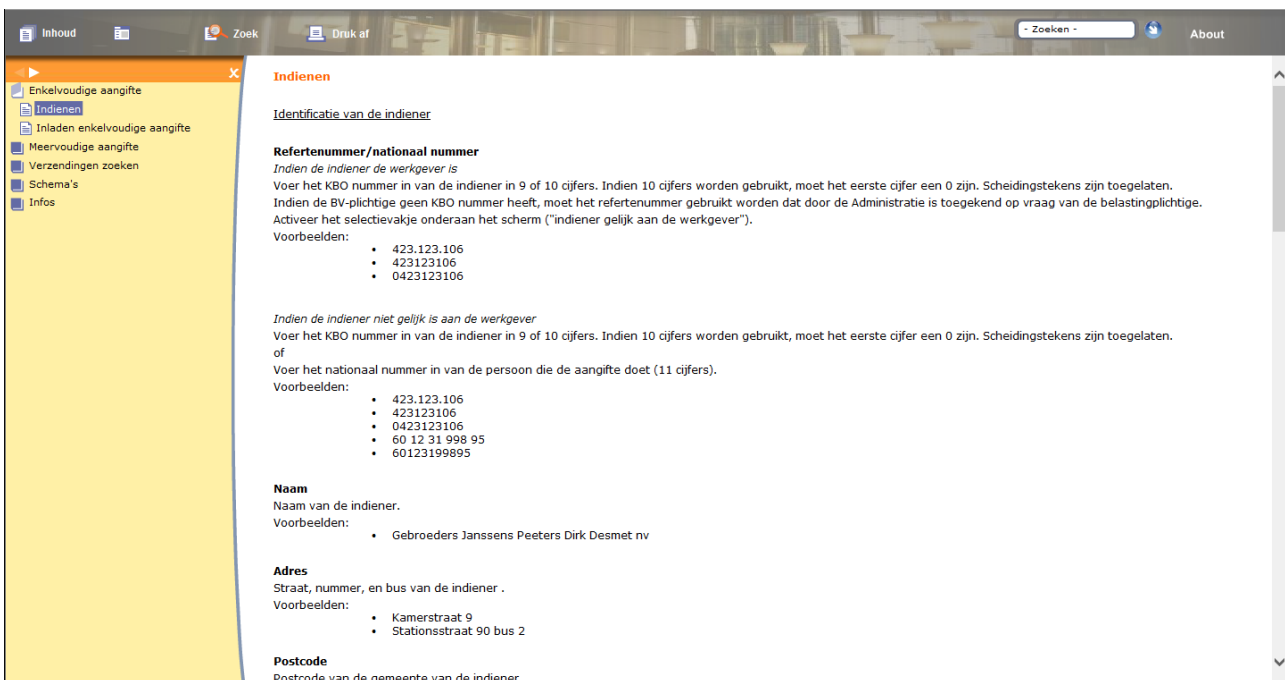 Inhoud
Zoek
Druk af
- Zoeken -
About
x
Enkelvoudige aangifte
Indienen
Inladen enkelvoudige aangifte
Meervoudige aangifte
Verzendingen zoeken
Schema's
Infos
Indienen
Identificatie van de indiener
Refertenummer/nationaal nummer
Indien de indiener de werkgever is
Voer het KBO nummer in van de indiener in 9 of 10 cijfers. Indien 10 cijfers worden gebruikt, moet het eerste cijfer een 0 zijn. Scheidingstekens zijn toegelaten.
Indien de BV-plichtige geen KBO nummer heeft, moet het refertenummer gebruikt worden dat door de Administratie is toegekend op vraag van de belastingplichtige.
Activeer het selectievakje onderaan het scherm ("indiener gelijk aan de werkgever").
Voorbeelden:
• 423.123.106
• 423123106
• 0423123106
Indien de indiener niet gelijk is aan de werkgever
Voer het KBO nummer in van de indiener in 9 of 10 cijfers. Indien 10 cijfers worden gebruikt, moet het eerste cijfer een 0 zijn. Scheidingstekens zijn toegelaten.
of
Voer het nationaal nummer in van de persoon die de aangifte doet (11 cijfers).
Voorbeelden:
• 423.123.106
• 423123106
• 0423123106
• 60 12 31 998 95
• 60123199895
Naam
Naam van de indiener.
Voorbeelden:
• Gebroeders Janssens Peeters Dirk Desmet nv
Adres
Straat, nummer, en bus van de indiener .
Voorbeelden:
• Kamerstraat 9
• Stationsstraat 90 bus 2
Postcode
Postcode van de gemeente van de indiener